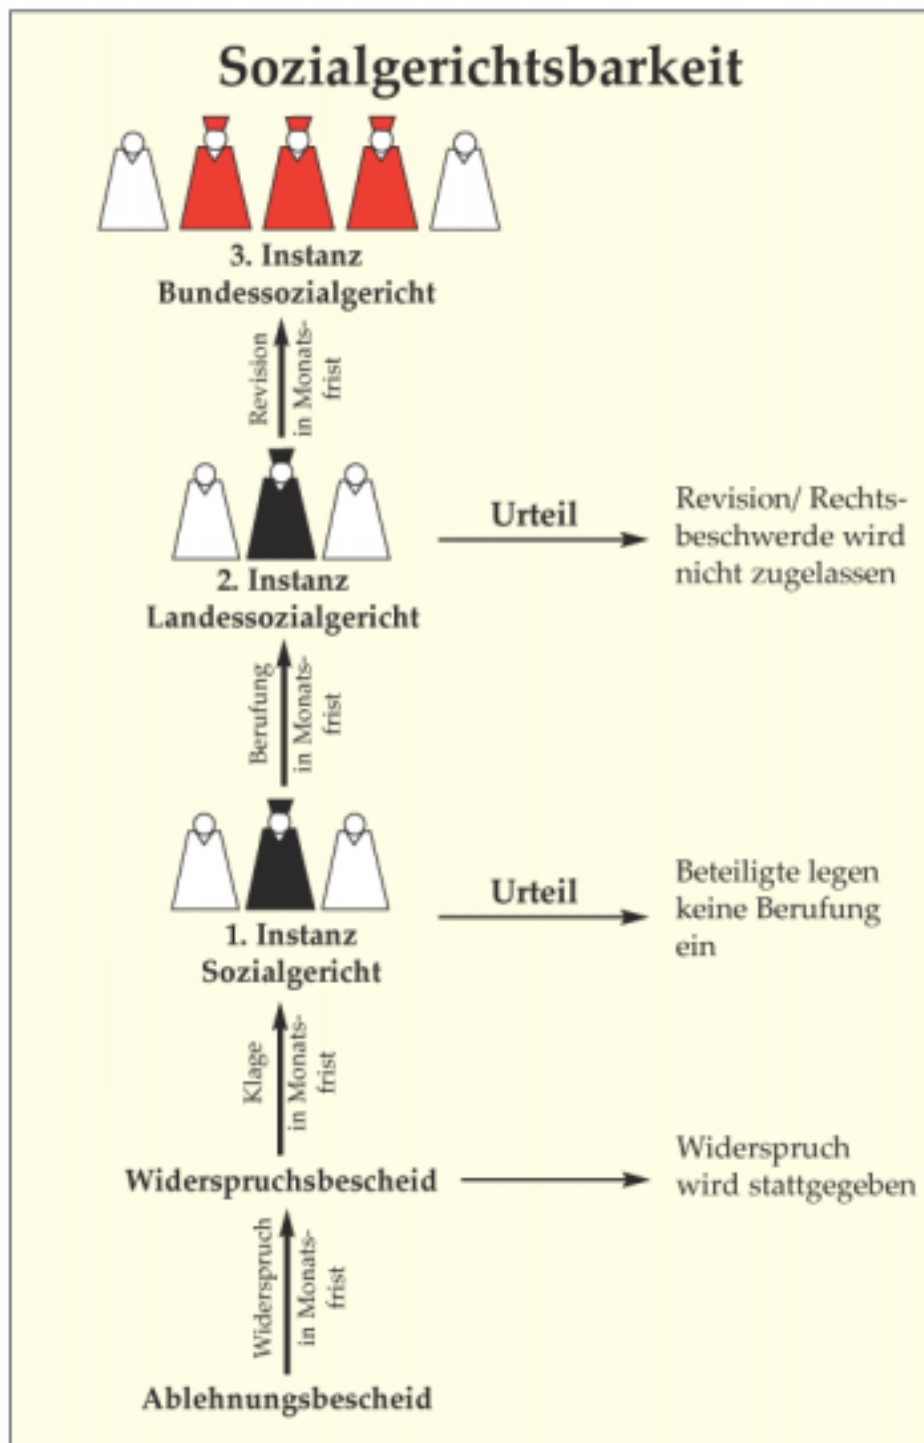 Sozialgerichtsbarkeit
3. Instanz
Bundessozialgericht
Revision
in Monats-
frist
2. Instanz
Landessozialgericht
Urteil
Revision/ Rechts-
beschwerde wird
nicht zugelassen
Berufung
in Monats-
frist
1. Instanz
Sozialgericht
Urteil
Beteiligte legen
keine Berufung
ein
Klage
in Monats-
frist
Widerspruchsbescheid
Widerspruch
wird stattgegeben
Widerspruch
in Monats-
frist
Ablehnungsbescheid